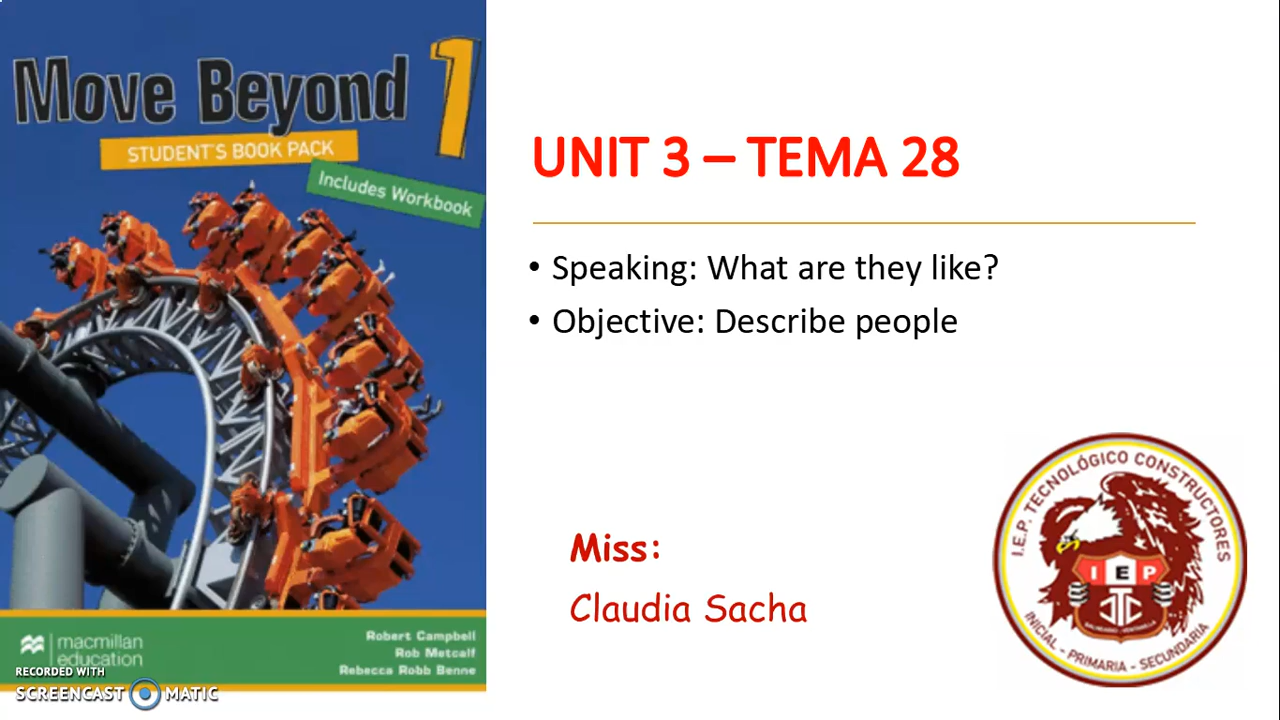 Move Beyond 1
STUDENT'S BOOK PACK
Includes Workbook
macmillan
education
Robert Campbell
Rob Metcalf
Rebecca Robb Benne
RECORDED WITH
SCREENCAST MATIC
UNIT 3 – TEMA 28
• Speaking: What are they like?
• Objective: Describe people
Miss:
Claudia Sacha
I.E.P. TECNOLÓGICO CONSTRUCTORES
I E P
INICIAL - PRIMARIA - SECUNDARIA